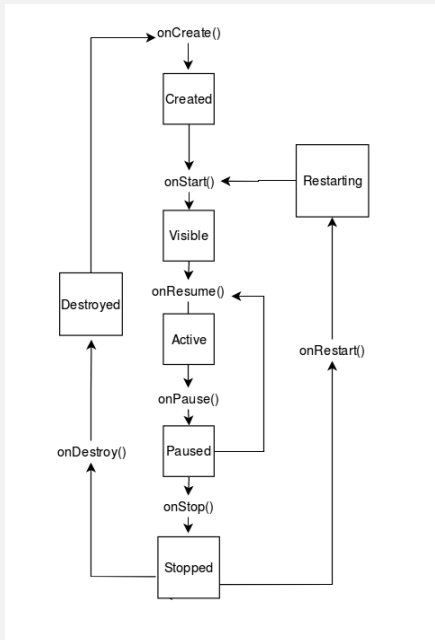 onCreate()
Created
onStart()
Restarting
Visible
onResume()
Destroyed
Active
onRestart()
onPause()
Paused
onDestroy()
onStop()
Stopped